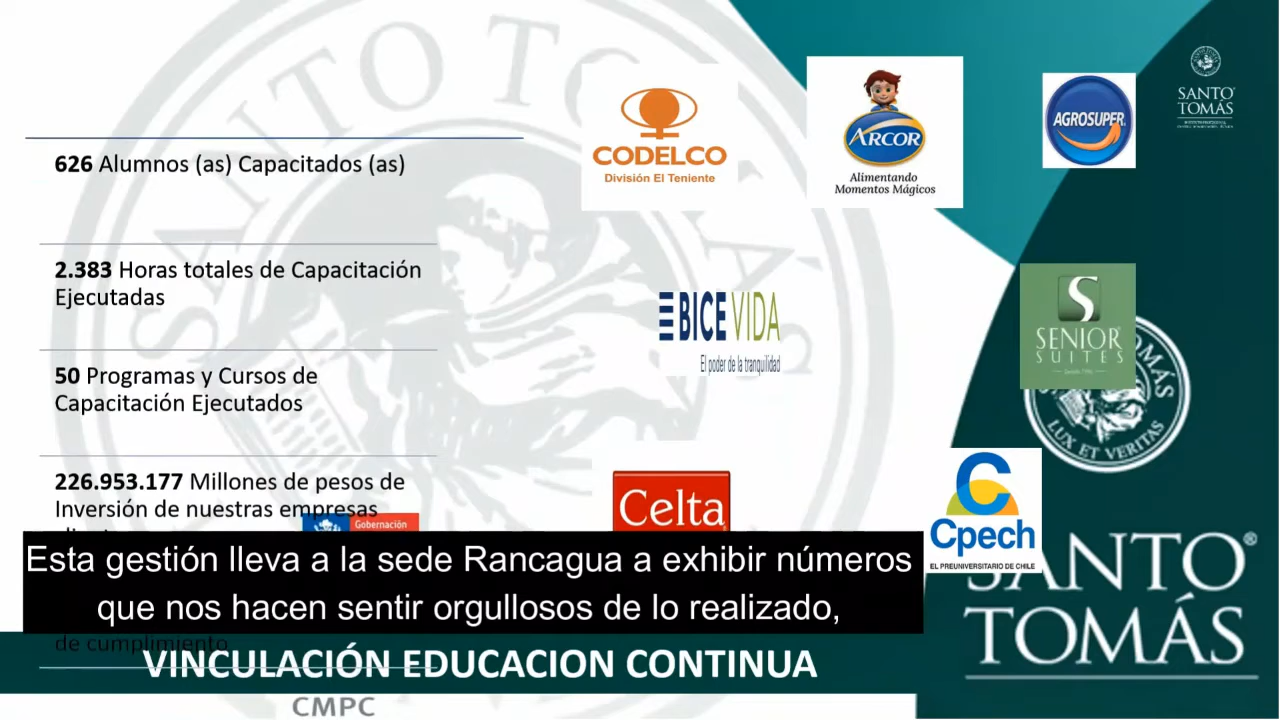 SANTO TOMÁS
CODELCO
División El Teniente
ARCOR
Alimentando
Momentos Mágicos
AGROSUPER
SANTO
TOMÁS
626 Alumnos (as) Capacitados (as)
2.383 Horas totales de Capacitación
Ejecutadas
BICE VIDA
El poder de la tranquilidad
SENIOR
SUITES
50 Programas y Cursos de
Capacitación Ejecutados
LUX ET VERITAS
226.953.177 Millones de pesos de
Inversión de nuestras empresas
Gobernación
Celta
Cpech
EL PREUNIVERSITARIO DE CHILE
Esta gestión lleva a la sede Rancagua a exhibir números
que nos hacen sentir orgullosos de lo realizado,
SANTO
TOMÁS
de cumplimiento
VINCULACIÓN EDUCACION CONTINUA
CMPC